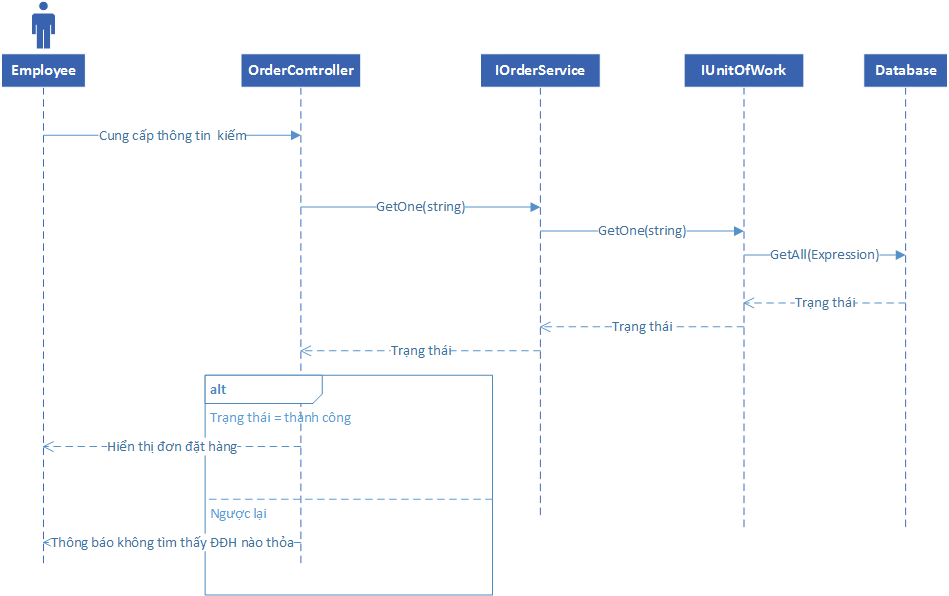 Employee
OrderController
IOrderService
IUnitOfWork
Database
Cung cấp thông tin kiếm
GetOne(string)
GetOne(string)
GetAll(Expression)
Trạng thái
Trạng thái
Trạng thái
alt
Trạng thái = thành công
Hiển thị đơn đặt hàng
Ngược lại
Thông báo không tìm thấy ĐĐH nào thỏa